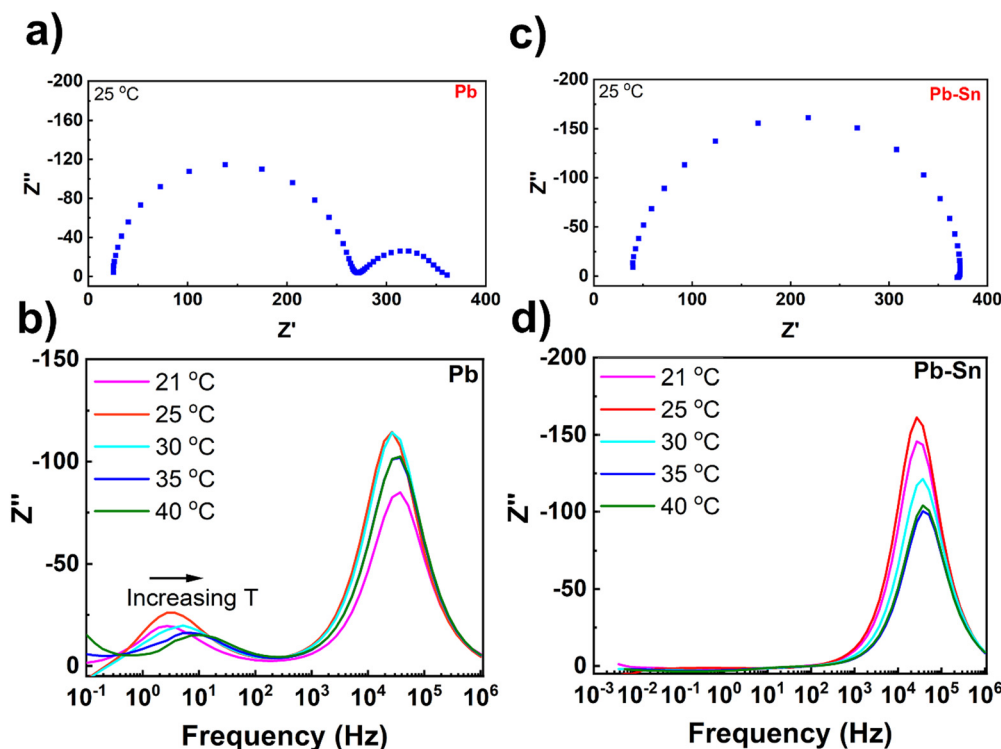 a)
25 °C
Pb
-200
-160
-120
-80
-40
0
Z''
0
100
200
300
400
Z'
c)
25 °C
Pb-Sn
-200
-150
-100
-50
0
Z''
0
100
200
300
400
Z'
b)
Pb
-150
-100
-50
0
Z''
21 °C
25 °C
30 °C
35 °C
40 °C
Increasing T
10-1 100 101 102 103 104 105 106
Frequency (Hz)
d)
Pb-Sn
-200
-150
-100
-50
0
Z''
21 °C
25 °C
30 °C
35 °C
40 °C
10-3 10-2 10-1 100 101 102 103 104 105 106
Frequency (Hz)